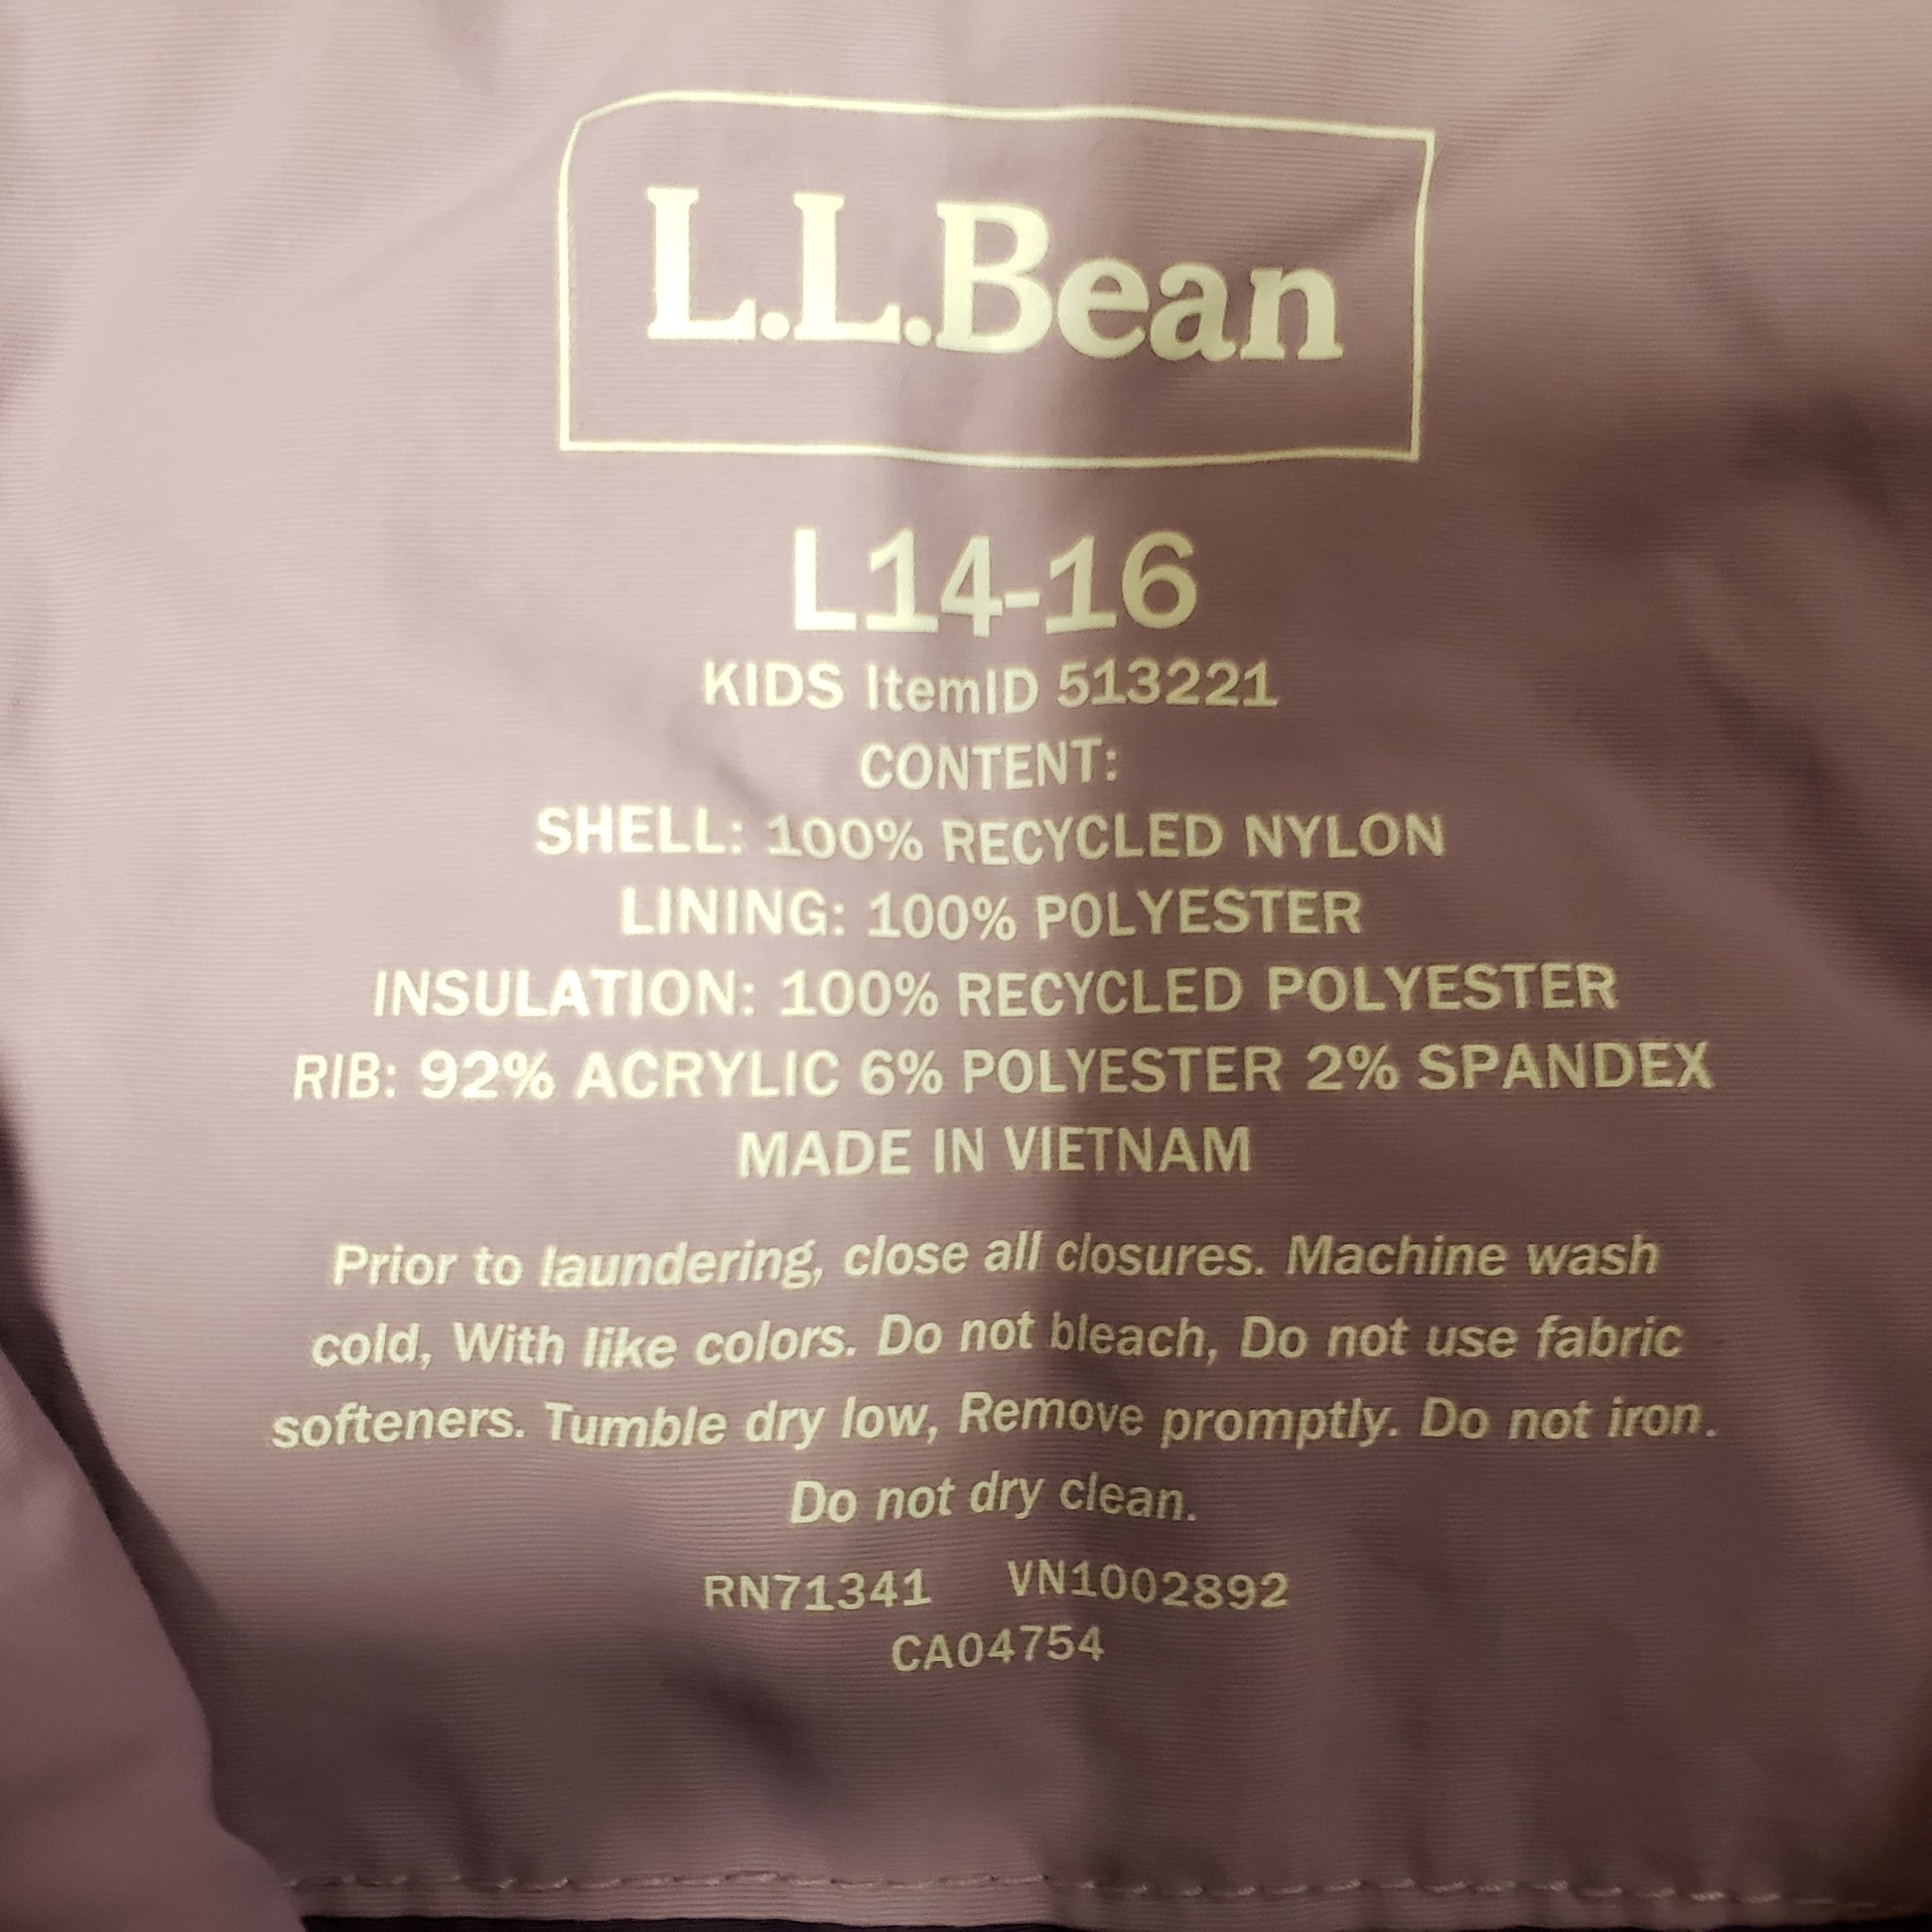 L.L.Bean
L14-16
KIDS ItemID 513221
CONTENT:
SHELL: 100% RECYCLED NYLON
LINING: 100% POLYESTER
INSULATION: 100% RECYCLED POLYESTER
RIB: 92% ACRYLIC 6% POLYESTER 2% SPANDEX
MADE IN VIETNAM
Prior to laundering, close all closures. Machine wash
cold, With like colors. Do not bleach, Do not use fabric
softeners. Tumble dry low, Remove promptly. Do not iron.
Do not dry clean.
RN71341 VN1002892
CA04754